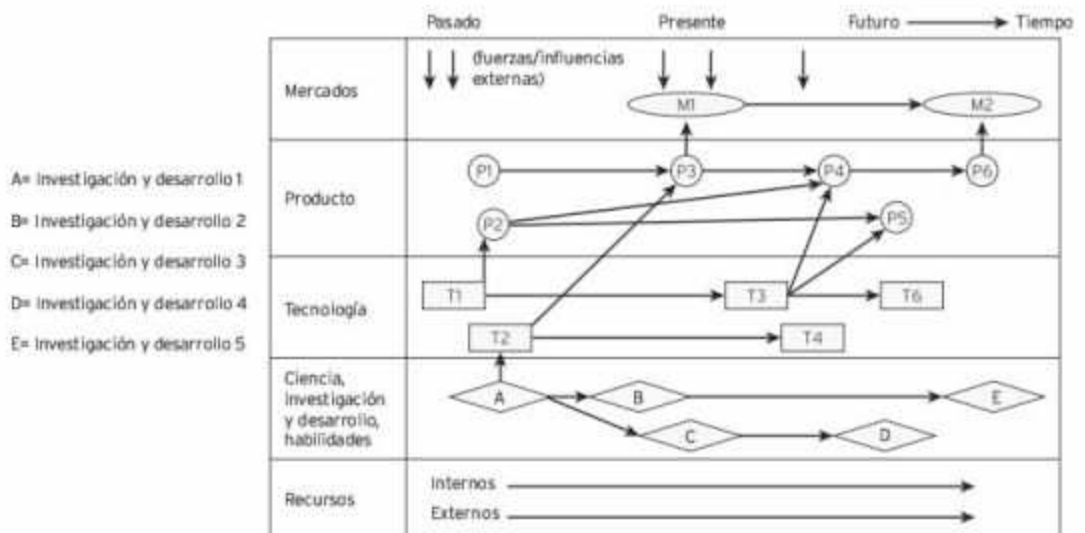 Pasado Presente Futuro Tiempo
(fuerzas/influencias
externas)
Mercados
M1 M2
A= Investigación y desarrollo 1
B= Investigación y desarrollo 2
C= Investigación y desarrollo 3
D= Investigación y desarrollo 4
E= Investigación y desarrollo 5
Producto
P1 P3 P4 P6
P2 P5
Tecnología
T1 T3 T6
T2 T4
Ciencia,
investigación
y desarrollo,
habilidades
A B E
C D
Recursos
Internos
Externos